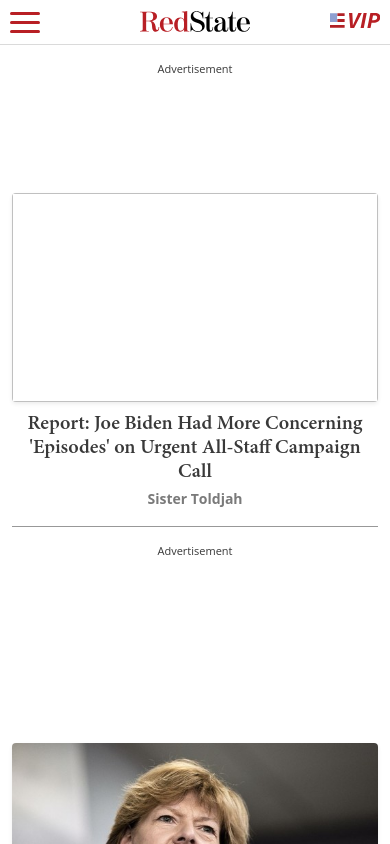 RedState
VIP
Advertisement
Report: Joe Biden Had More Concerning
'Episodes' on Urgent All-Staff Campaign
Call
Sister Toldjah
Advertisement